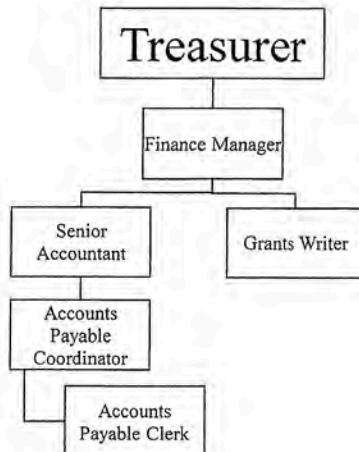 Treasurer
Finance Manager
Senior
Accountant
Grants Writer
Accounts
Payable
Coordinator
Accounts
Payable Clerk